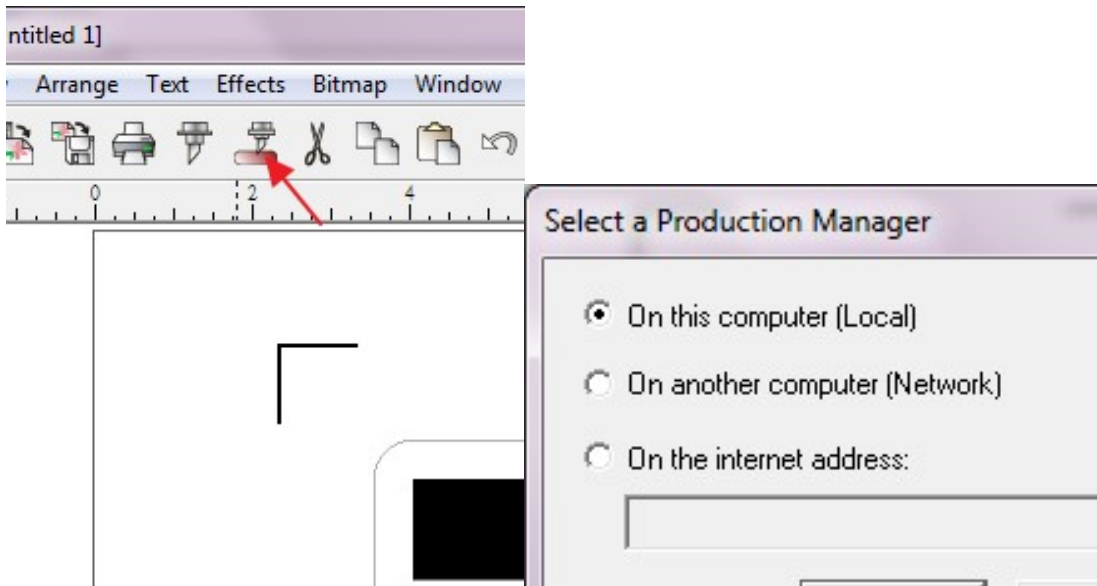 ntitled 1]
Arrange Text Effects Bitmap Window
0 2 4
Select a Production Manager
On this computer (Local)
On another computer (Network)
On the internet address: